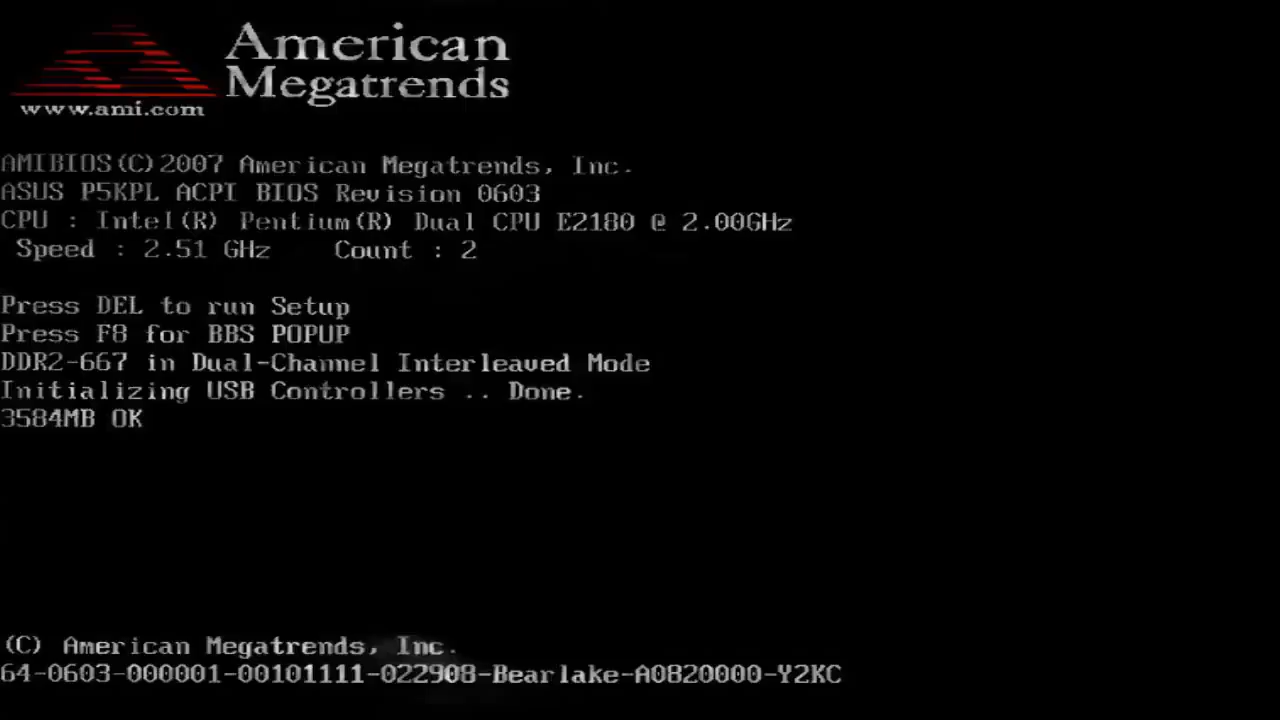 American
Megatrends
www.ami.com
AMIBIOS(C)2007 American Megatrends, Inc.
ASUS P5KPL ACPI BIOS Revision 0603
CPU : Intel(R) Pentium(R) Dual CPU E2180 @ 2.00GHz
Speed : 2.51 GHz Count : 2
Press DEL to run Setup
Press F8 for BBS POPUP
DDR2-667 in Dual-Channel Interleaved Mode
Initializing USB Controllers .. Done.
3584MB OK
(C) American Megatrends, Inc.
64-0603-000001-00101111-022908-Bearlake-A0820000-Y2KC